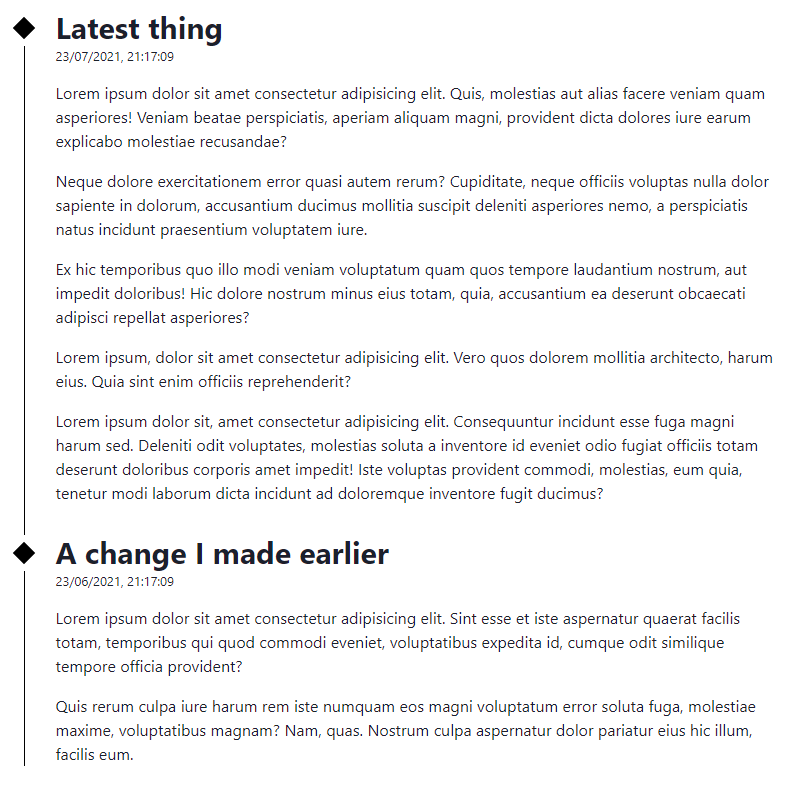 Latest thing
23/07/2021, 21:17:09
Lorem ipsum dolor sit amet consectetur adipisicing elit. Quis, molestias aut alias facere veniam quam
asperiores! Veniam beatae perspiciatis, aperiam aliquam magni, provident dicta dolores iure earum
explicabo molestiae recusandae?
Neque dolore exercitationem error quasi autem rerum? Cupiditate, neque officiis voluptas nulla dolor
sapiente in dolorum, accusantium ducimus mollitia suscipit deleniti asperiores nemo, a perspiciatis
natus incidunt praesentium voluptatem iure.
Ex hic temporibus quo illo modi veniam voluptatum quam quos tempore laudantium nostrum, aut
impedit doloribus! Hic dolore nostrum minus eius totam, quia, accusantium ea deserunt obcaecati
adipisci repellat asperiores?
Lorem ipsum, dolor sit amet consectetur adipisicing elit. Vero quos dolorem mollitia architecto, harum
eius. Quia sint enim officiis reprehenderit?
Lorem ipsum dolor sit, amet consectetur adipisicing elit. Consequuntur incidunt esse fuga magni
harum sed. Deleniti odit voluptates, molestias soluta a inventore id eveniet odio fugiat officiis totam
deserunt doloribus corporis amet impedit! Iste voluptas provident commodi, molestias, eum quia,
tenetur modi laborum dicta incidunt ad doloremque inventore fugit ducimus?
A change I made earlier
23/06/2021, 21:17:09
Lorem ipsum dolor sit amet consectetur adipisicing elit. Sint esse et iste aspernatur quaerat facilis
totam, temporibus qui quod commodi eveniet, voluptatibus expedita id, cumque odit similique
tempore officia provident?
Quis rerum culpa iure harum rem iste numquam eos magni voluptatum error soluta fuga, molestiae
maxime, voluptatibus magnam? Nam, quas. Nostrum culpa aspernatur dolor pariatur eius hic illum,
facilis eum.